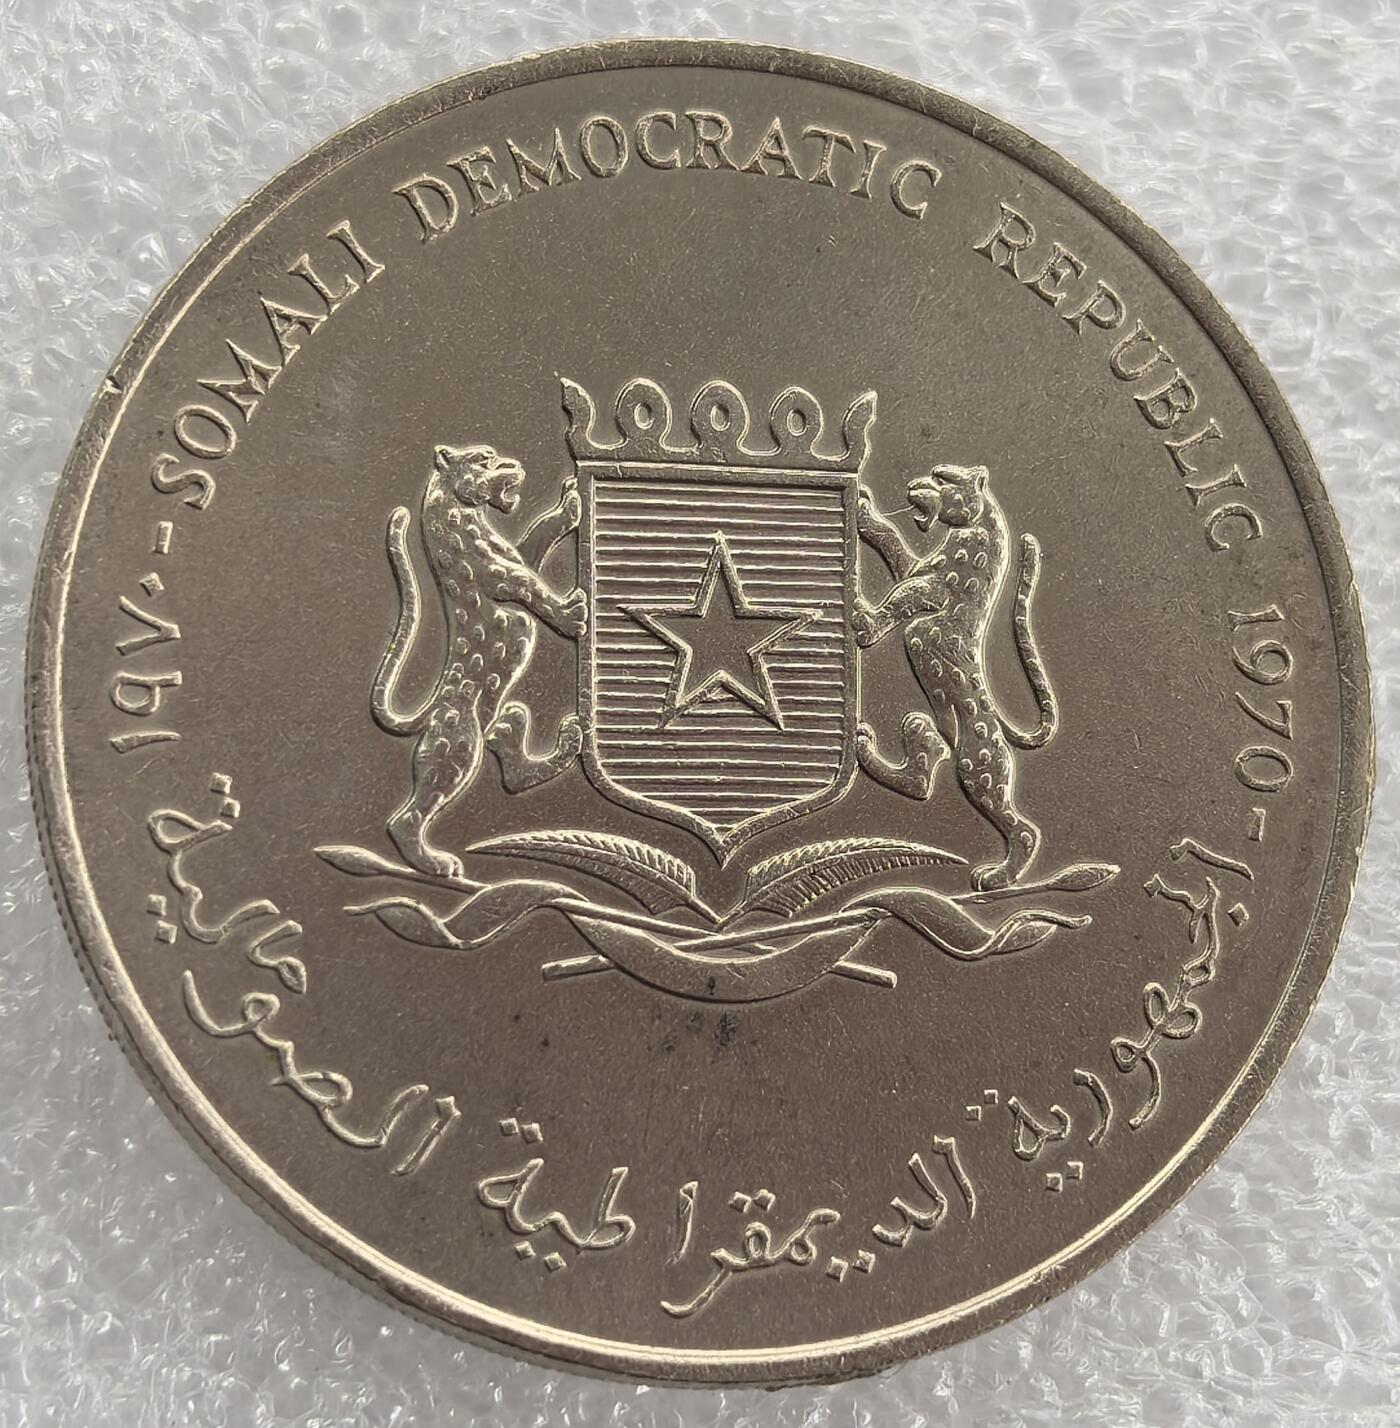 SOMALI DEMOCRATIC REPUBLIC 1970 -
الجمهورية الديمقراطية الصومالية ١٩٧٠ -